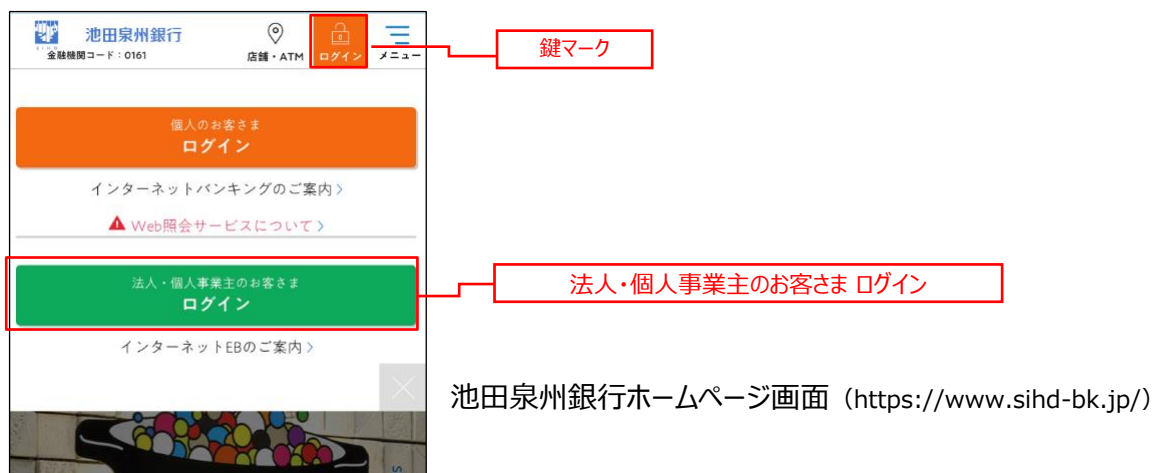 池田泉州銀行
SIHD
金融機関コード：0161
店舗・ATM
ログイン
メニュー
鍵マーク
個人のお客さま
ログイン
インターネットバンキングのご案内 >
Web照会サービスについて >
法人・個人事業主のお客さま
ログイン
法人・個人事業主のお客さま ログイン
インターネットEBのご案内 >
池田泉州銀行ホームページ画面（https://www.sihd-bk.jp/）
S